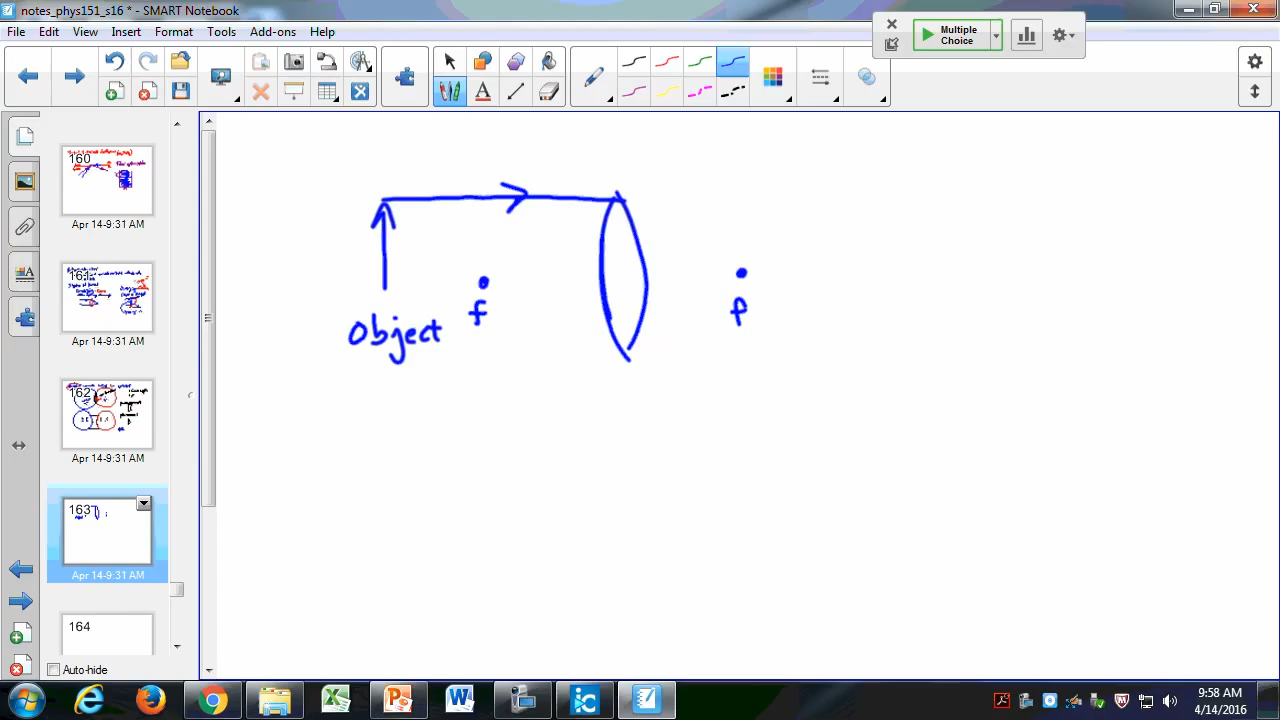 notes_phys151_s16 * - SMART Notebook
File Edit View Insert Format Tools Add-ons Help
Multiple
Choice
160
Apr 14-9:31 AM
161
Apr 14-9:31 AM
162
Apr 14-9:31 AM
163
Apr 14-9:31 AM
164
Auto-hide
f
f
Object
9:58 AM
4/14/2016